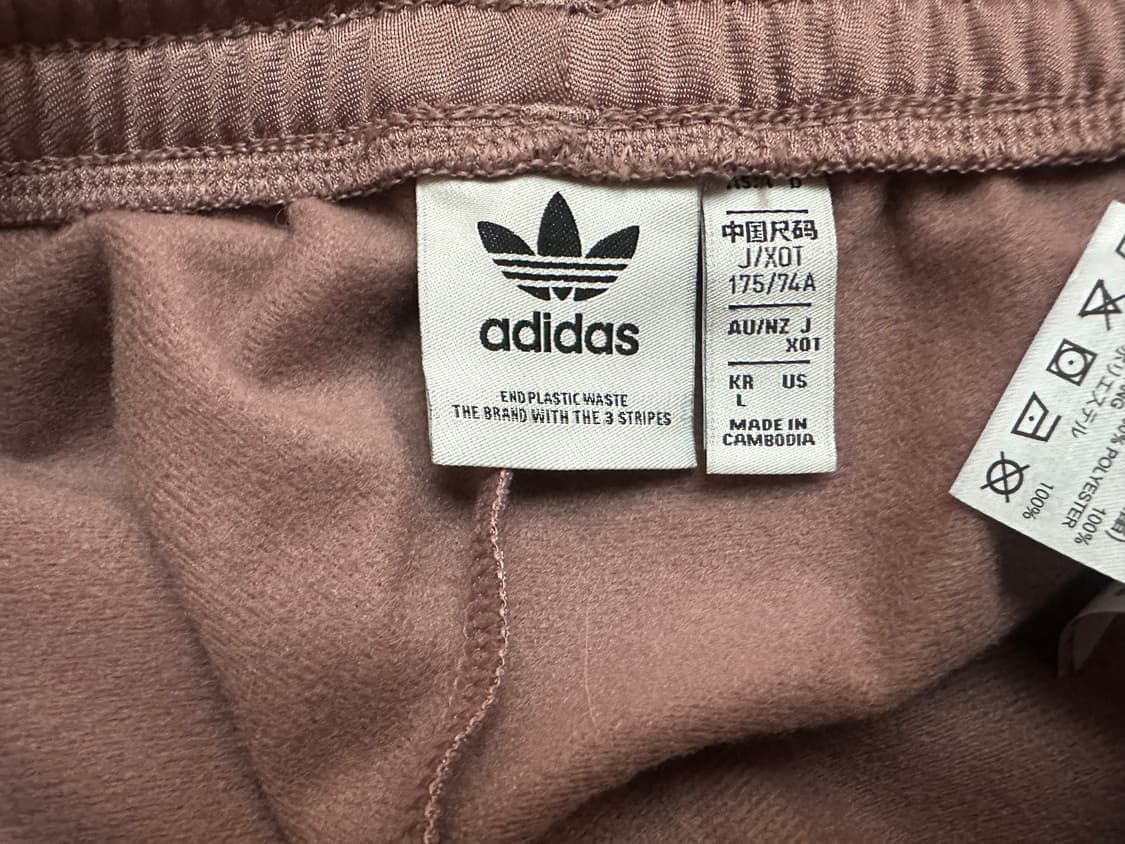 adidas
END PLASTIC WASTE
THE BRAND WITH THE 3 STRIPES
中国尺码
J/XOT
175/74A
AU/NZ J
XOT
KR US
L
MADE IN
CAMBODIA
100%
POLYESTER
100%